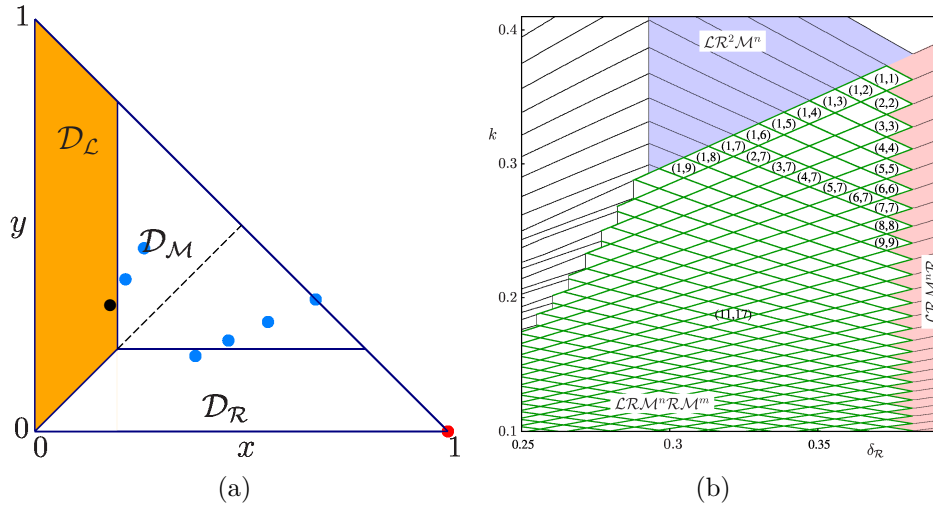 1
y
0
0
x
1
𝒟_ℒ
𝒟_ℳ
𝒟_ℛ
(a)
0.4
k
0.3
0.2
0.1
0.25
0.3
0.35
δ_ℛ
ℒℛ²ℳⁿ
(1,1)
(1,2)
(2,2)
(1,3)
(1,4)
(3,3)
(1,5)
(1,6)
(4,4)
(1,7)
(1,8)
(2,7)
(5,5)
(1,9)
(3,7)
(4,7)
(5,7)
(6,6)
(6,7)
(7,7)
(8,8)
(9,9)
(11,17)
ℒℛℳⁿℛℳᵐ
ℒℛℳⁿℛ
(b)